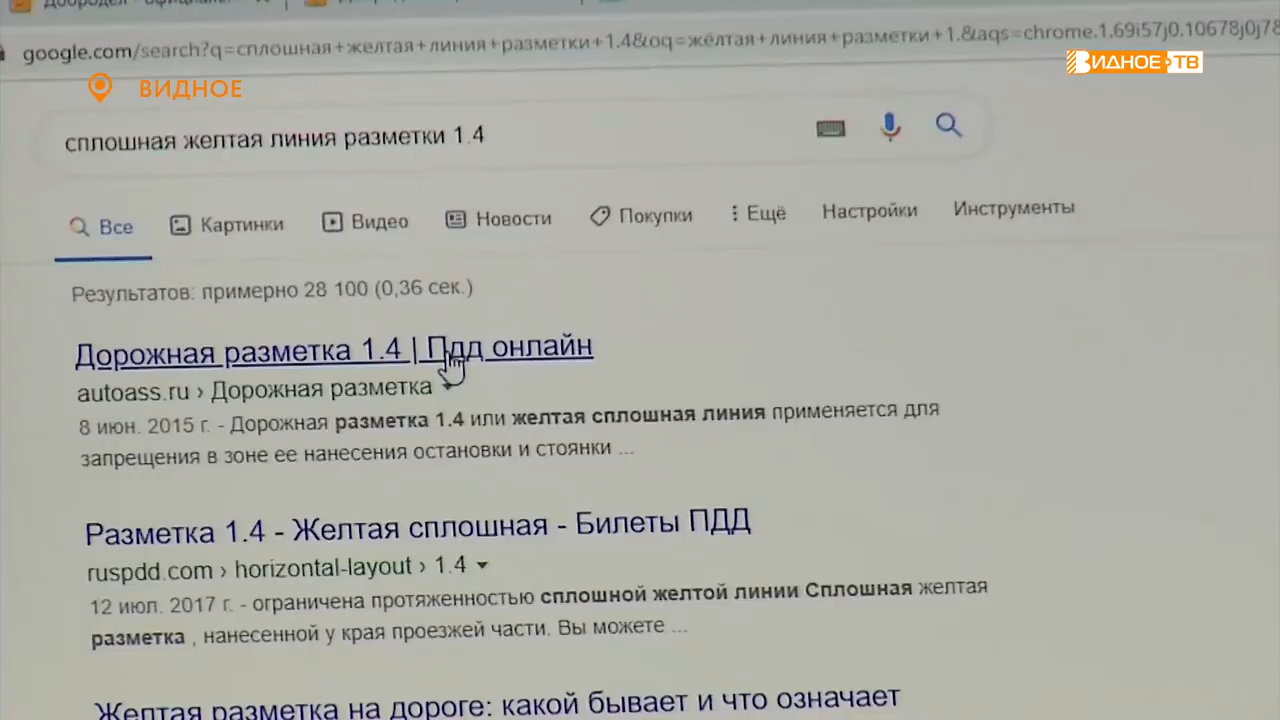 google.com/search?q=сплошная+желтая+линия+разметки+1.4&oq=жёлтая+линия+разметки+1.&aqs=chrome.1.69i57j0.10678j0j78
ВИДНОЕ ТВ
ВИДНОЕ
сплошная желтая линия разметки 1.4
Все Картинки Видео Новости Покупки Ещё Настройки Инструменты
Результатов: примерно 28 100 (0,36 сек.)
Дорожная разметка 1.4 | Пдд онлайн
autoass.ru › Дорожная разметка
8 июн. 2015 г. - Дорожная разметка 1.4 или желтая сплошная линия применяется для
запрещения в зоне ее нанесения остановки и стоянки ...
Разметка 1.4 - Желтая сплошная - Билеты ПДД
ruspdd.com › horizontal-layout › 1.4
12 июл. 2017 г. - ограничена протяженностью сплошной желтой линии Сплошная желтая
разметка , нанесенной у края проезжей части. Вы можете ...
Желтая разметка на дороге: какой бывает и что означает